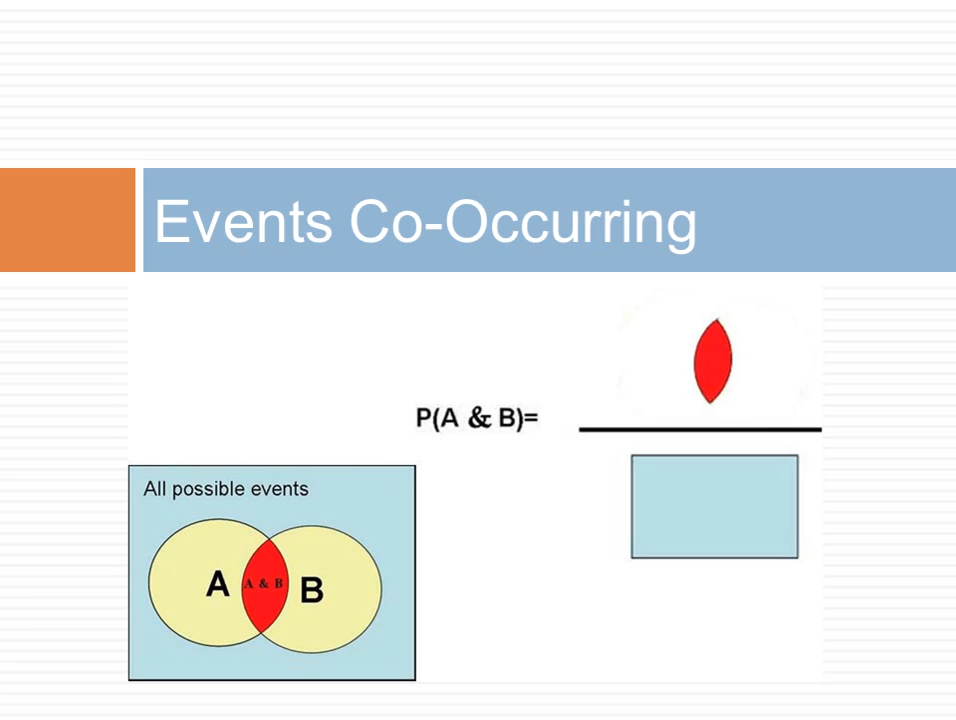 Events Co-Occurring
P(A & B)=
All possible events
A
A & B
B